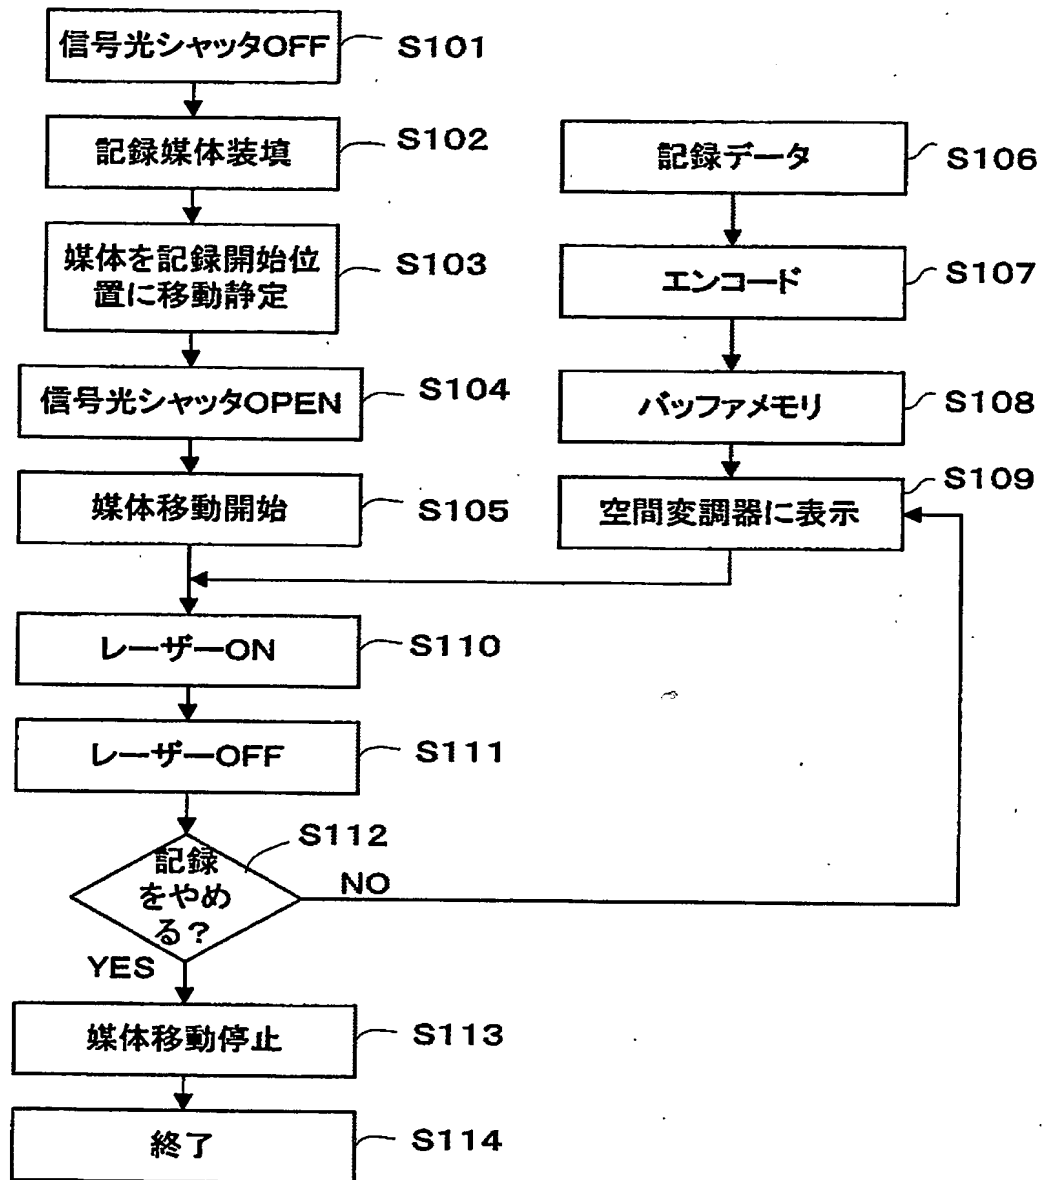 信号光シャッタOFF
S101
記録媒体装填
S102
媒体を記録開始位
置に移動静定
S103
信号光シャッタOPEN
S104
媒体移動開始
S105
記録データ
S106
エンコード
S107
バッファメモリ
S108
空間変調器に表示
S109
レーザーON
S110
レーザーOFF
S111
S112
記録
をやめ
る?
NO
YES
媒体移動停止
S113
終了
S114